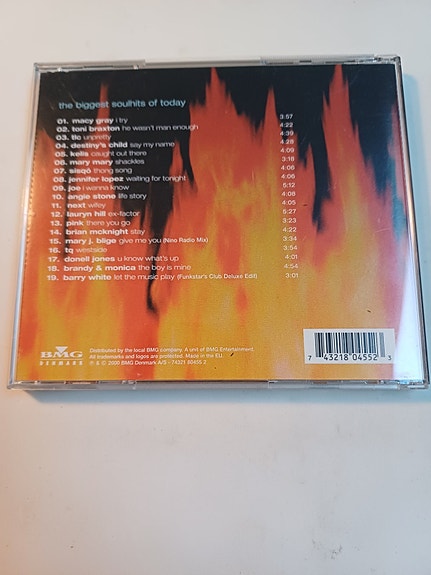 the biggest soulhits of today
01. macy gray i try 3:57
02. toni braxton he wasn't man enough 4:22
03. tlc unpretty 4:39
04. destiny's child say my name 4:28
05. kelis caught out there 4:09
06. mary mary shackles 3:18
07. sisqó thong song 4:06
08. jennifer lopez waiting for tonight 4:06
09. joe i wanna know 5:12
10. angie stone life story 4:08
11. next wifey 4:05
12. lauryn hill ex-factor 5:27
13. pink there you go 3:23
14. brian mcknight stay 4:22
15. mary j. blige give me you (Nino Radio Mix) 3:34
16. tq westside 3:54
17. donell jones u know what's up 4:01
18. brandy & monica the boy is mine 4:54
19. barry white let the music play (Funkstar's Club Deluxe Edit) 3:01
BMG
DENMARK
Distributed by the local BMG company. A unit of BMG Entertainment.
All trademarks and logos are protected. Made in the EU.
℗ & © 2000 BMG Denmark A/S - 74321 80455 2
7 43218 04552 3